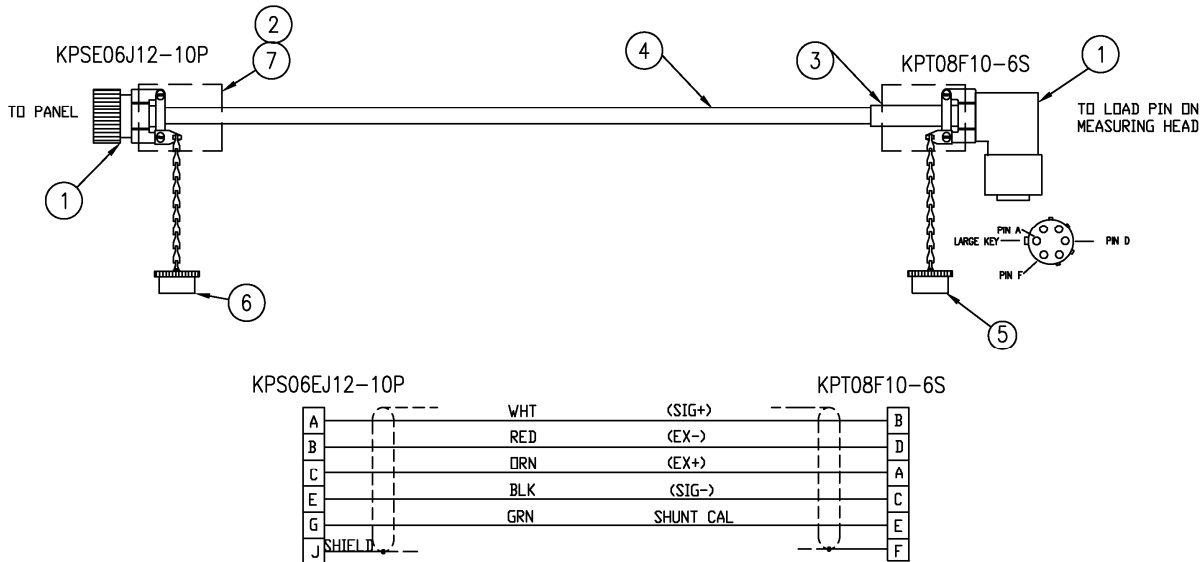 2
7
KPSE06J12-10P
4
3
KPT08F10-6S
1
TO PANEL
TO LOAD PIN ON
MEASURING HEAD
1
PIN A
LARGE KEY
PIN D
PIN F
6
5
KPS06EJ12-10P
KPT08F10-6S
A WHT (SIG+) B
B RED (EX-) D
C ORN (EX+) A
E BLK (SIG-) C
G GRN SHUNT CAL E
J SHIELD F